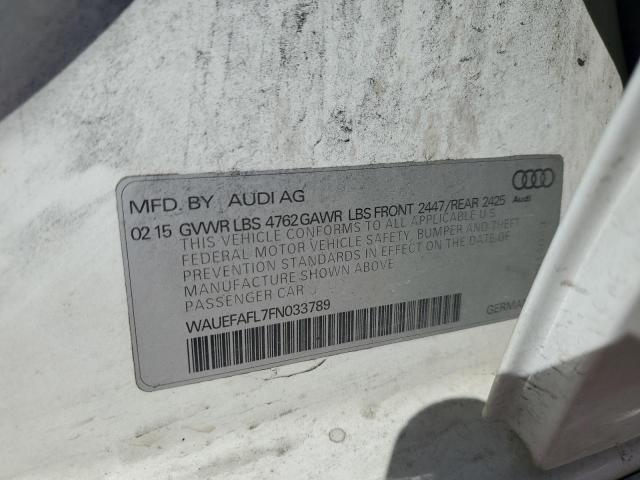 MFD. BY AUDI AG
02 15 GVWR LBS 4762 GAWR LBS FRONT 2447/REAR 2425
THIS VEHICLE CONFORMS TO ALL APPLICABLE U.S
FEDERAL MOTOR VEHICLE SAFETY, BUMPER AND THEFT
PREVENTION STANDARDS IN EFFECT ON THE DATE OF
MANUFACTURE SHOWN ABOVE
PASSENGER CAR
WAUEFAFL7FN033789
Audi
GERMAN